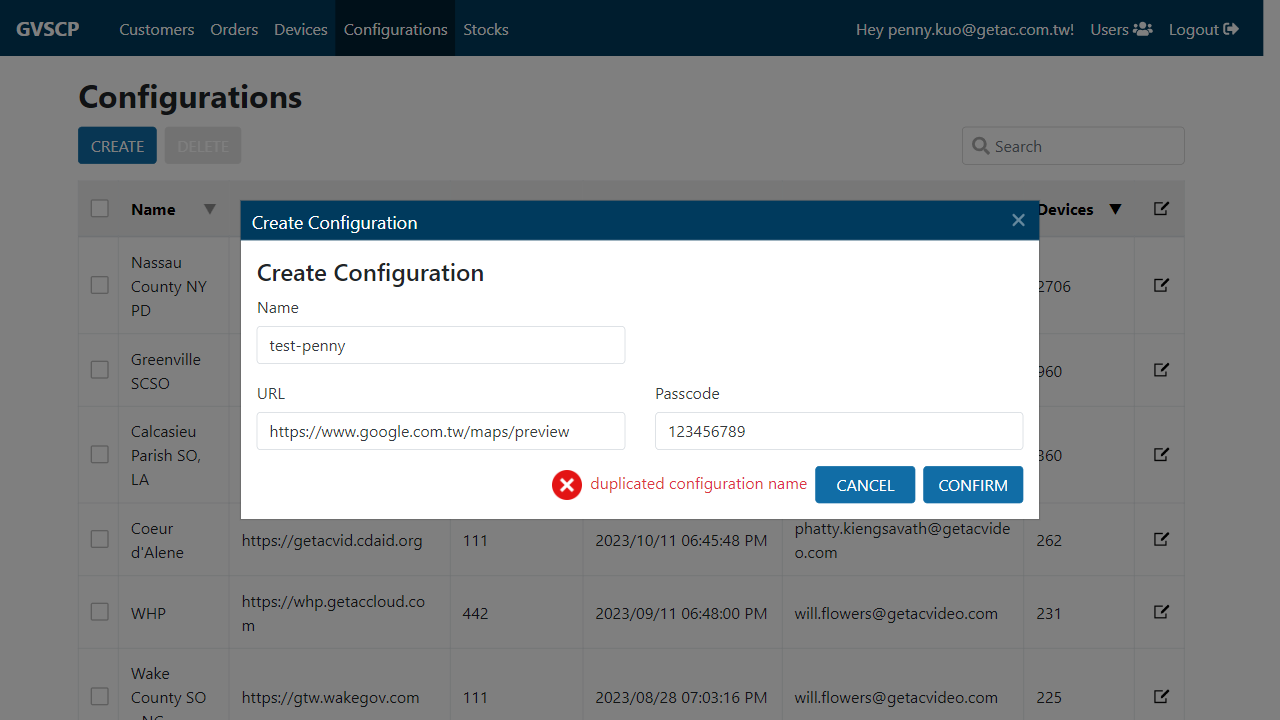 GVSCP Customers Orders Devices Configurations Stocks Hey penny.kuo@getac.com.tw! Users Logout
Configurations
CREATE DELETE Search
Name Devices
Create Configuration
Nassau
County NY
PD
2706
Create Configuration
Name
test-penny
Greenville
SCSO
960
URL Passcode
https://www.google.com.tw/maps/preview 123456789
Calcasieu
Parish SO,
LA
duplicated configuration name CANCEL CONFIRM
Coeur
d'Alene
https://getacvid.cdaid.org 111 2023/10/11 06:45:48 PM
phatty.kiengsavath@getacvide
o.com
262
WHP
https://whp.getaccloud.co
m
442 2023/09/11 06:48:00 PM will.flowers@getacvideo.com 231
Wake
County SO
https://gtw.wakegov.com 111 2023/08/28 07:03:16 PM will.flowers@getacvideo.com 225